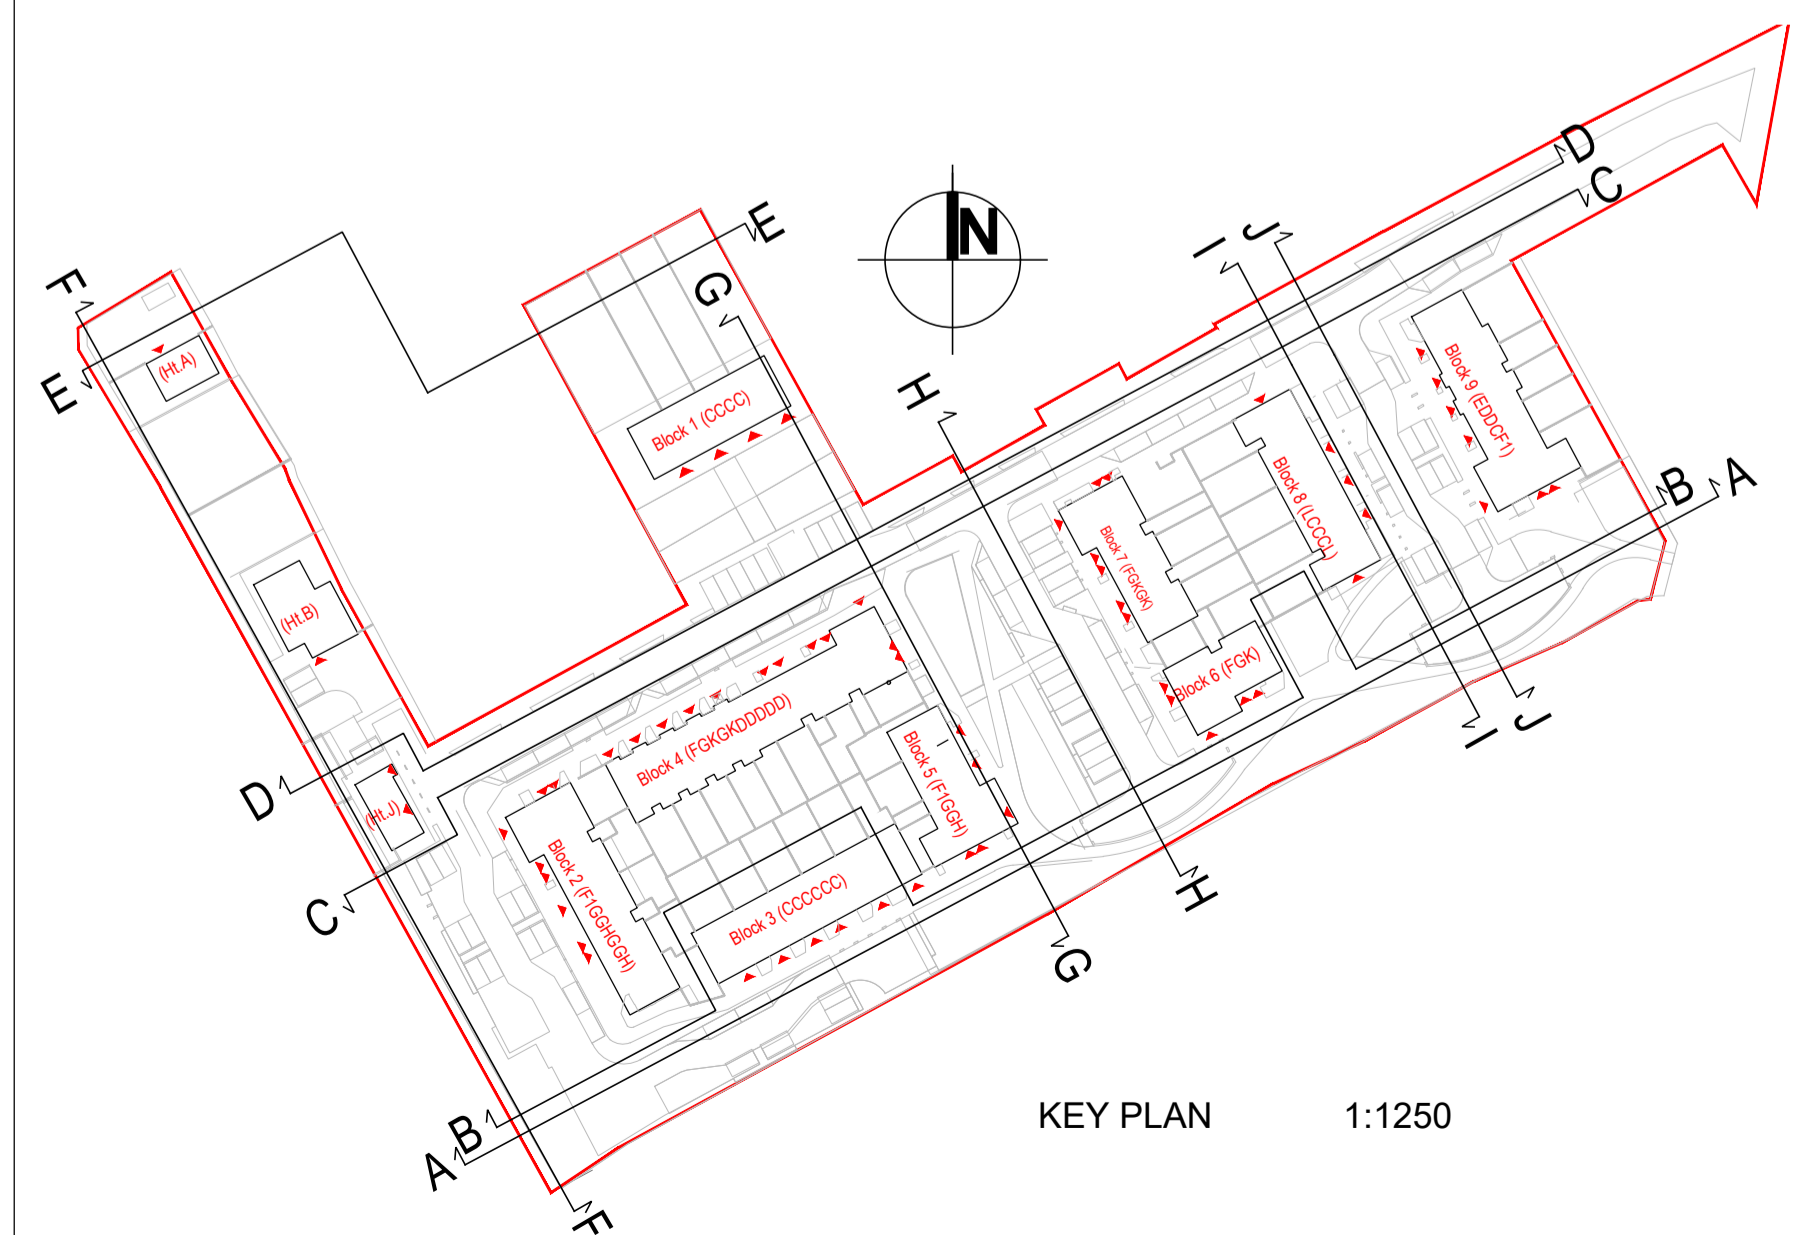 D
C
E
J
I
N
G
F
E
H
(Ht.A)
Block 1 (CCCC)
Block 9 (EDDCF1)
Block 8 (LCCCL)
B
A
Block 7 (FGKGK)
(Ht.B)
Block 6 (FGK)
Block 4 (FGKGKDDDDD)
J
I
Block 5 (F1GGH)
D
(Ht.J)
Block 2 (F1GGHGGH)
Block 3 (CCCCCC)
H
C
G
B
A
F
KEY PLAN 1:1250